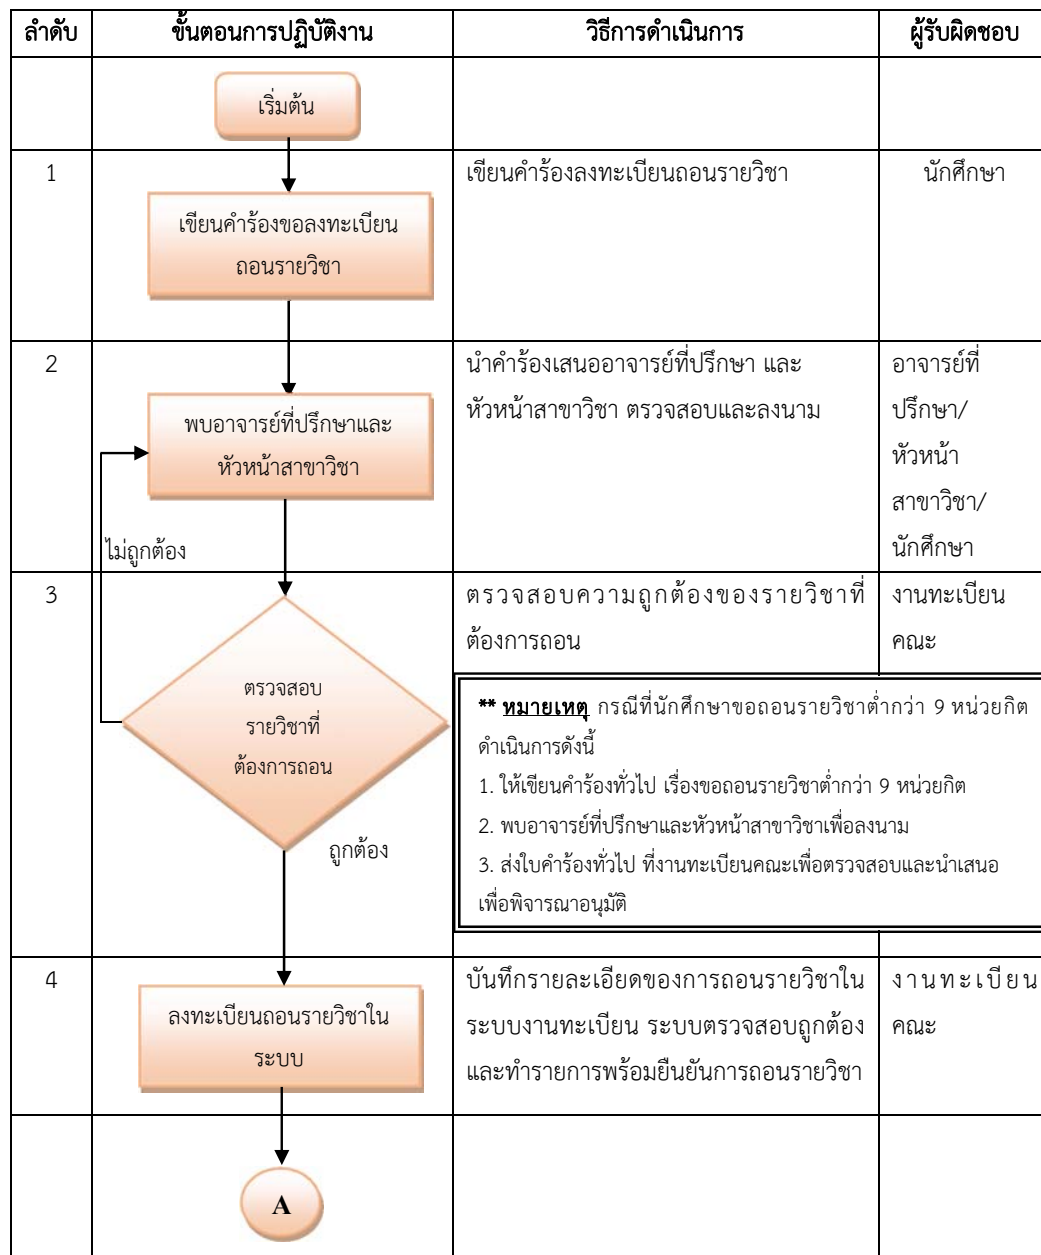 ลำดับ ขั้นตอนการปฏิบัติงาน วิธีการดำเนินการ ผู้รับผิดชอบ
เริ่มต้น
1
เขียนคำร้องขอลงทะเบียน
ถอนรายวิชา
เขียนคำร้องลงทะเบียนถอนรายวิชา
นักศึกษา
2
พบอาจารย์ที่ปรึกษาและ
หัวหน้าสาขาวิชา
นำคำร้องเสนออาจารย์ที่ปรึกษา และ
หัวหน้าสาขาวิชา ตรวจสอบและลงนาม
อาจารย์ที่
ปรึกษา/
หัวหน้า
สาขาวิชา/
นักศึกษา
ไม่ถูกต้อง
3
ตรวจสอบ
รายวิชาที่
ต้องการถอน
ถูกต้อง
ตรวจสอบความถูกต้องของรายวิชาที่
ต้องการถอน
งานทะเบียน
คณะ
** หมายเหตุ กรณีที่นักศึกษาขอถอนรายวิชาต่ำกว่า 9 หน่วยกิต
ดำเนินการดังนี้
1. ให้เขียนคำร้องทั่วไป เรื่องขอถอนรายวิชาต่ำกว่า 9 หน่วยกิต
2. พบอาจารย์ที่ปรึกษาและหัวหน้าสาขาวิชาเพื่อลงนาม
3. ส่งใบคำร้องทั่วไป ที่งานทะเบียนคณะเพื่อตรวจสอบและนำเสนอ
เพื่อพิจารณาอนุมัติ
4
ลงทะเบียนถอนรายวิชาใน
ระบบ
บันทึกรายละเอียดของการถอนรายวิชาใน
ระบบงานทะเบียน ระบบตรวจสอบถูกต้อง
และทำรายการพร้อมยืนยันการถอนรายวิชา
งานทะเบียน
คณะ
A